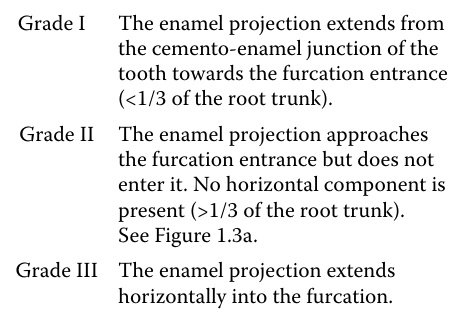 Grade I The enamel projection extends from
the cemento-enamel junction of the
tooth towards the furcation entrance
(<1/3 of the root trunk).
Grade II The enamel projection approaches
the furcation entrance but does not
enter it. No horizontal component is
present (>1/3 of the root trunk).
See Figure 1.3a.
Grade III The enamel projection extends
horizontally into the furcation.